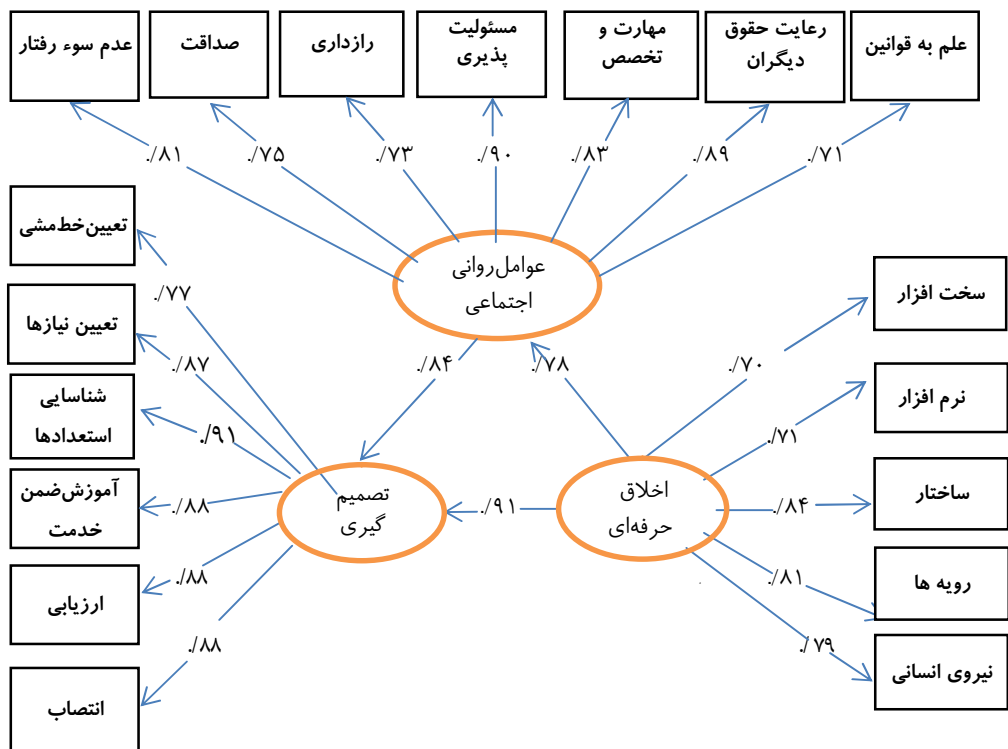 علم به قوانین
رعایت حقوق
دیگران
مهارت و
تخصص
مسئولیت
پذیری
رازداری
صداقت
عدم سوء رفتار
./۷۱
./۸۹
./۸۳
./۹۰
./۷۳
./۷۵
./۸۱
عوامل‌روانی
اجتماعی
./۷۸
./۸۴
سخت افزار
نرم افزار
ساختار
رویه ها
نیروی انسانی
./۷۰
./۷۱
./۸۴
./۸۱
./۷۹
اخلاق
حرفه‌ای
./۹۱
تصمیم
گیری
./۷۷
./۸۷
./۹۱
./۸۸
./۸۸
./۸۸
تعیین‌خط‌مشی
تعیین نیازها
شناسایی
استعدادها
آموزش‌ضمن
خدمت
ارزیابی
انتصاب